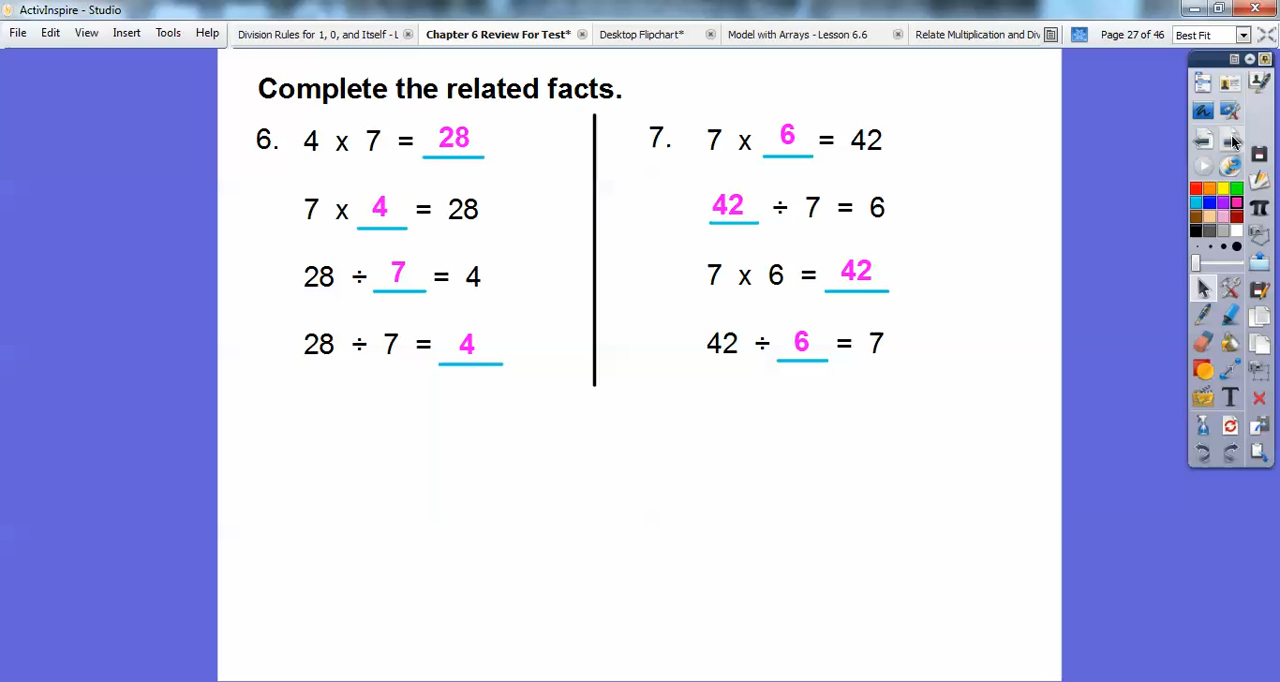 ActivInspire - Studio
File Edit View Insert Tools Help
Division Rules for 1, 0, and Itself - L
Chapter 6 Review For Test*
Desktop Flipchart*
Model with Arrays - Lesson 6.6
Relate Multiplication and Div
Page 27 of 46
Best Fit
Complete the related facts.
6. 4 x 7 = 28
7 x 4 = 28
28 ÷ 7 = 4
28 ÷ 7 = 4
7. 7 x 6 = 42
42 ÷ 7 = 6
7 x 6 = 42
42 ÷ 6 = 7